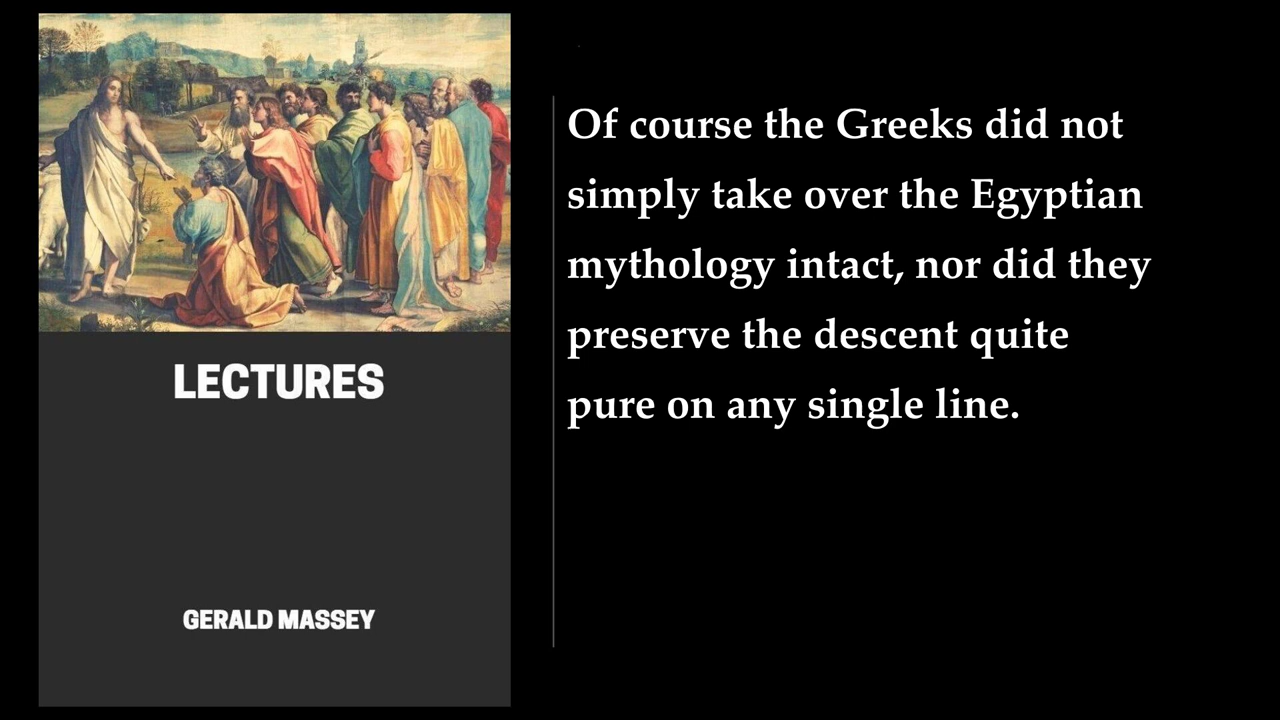 LECTURES
GERALD MASSEY
Of course the Greeks did not
simply take over the Egyptian
mythology intact, nor did they
preserve the descent quite
pure on any single line.